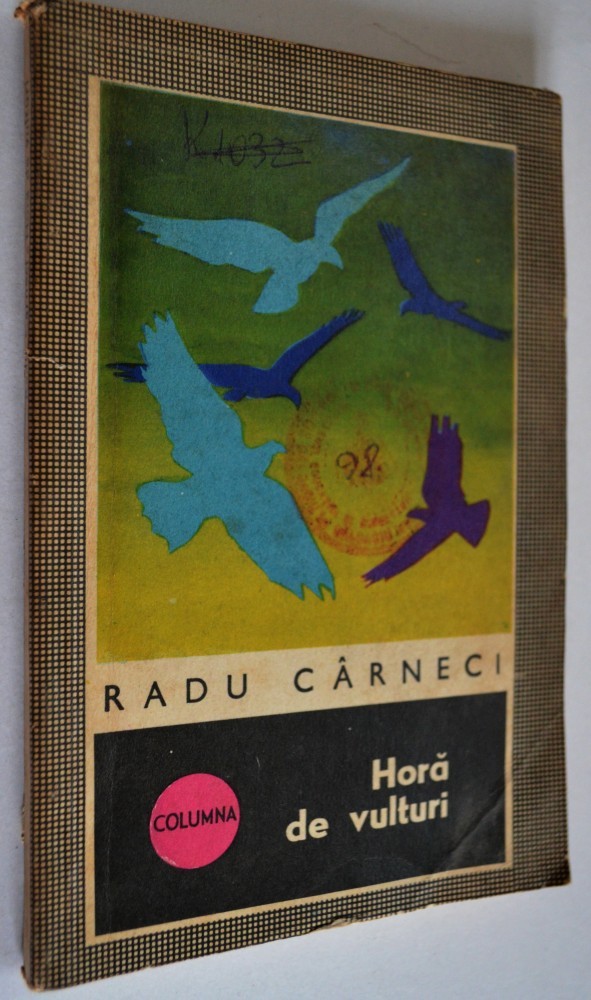 98.
RADU CÂRNECI
COLUMNA
Horă
de vulturi